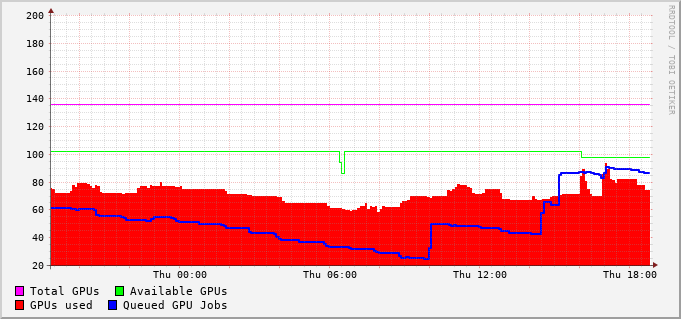 200
180
160
140
120
100
80
60
40
20
Thu 00:00 Thu 06:00 Thu 12:00 Thu 18:00
Total GPUs Available GPUs
GPUs used Queued GPU Jobs
RRDTOOL / TOBI OETIKER